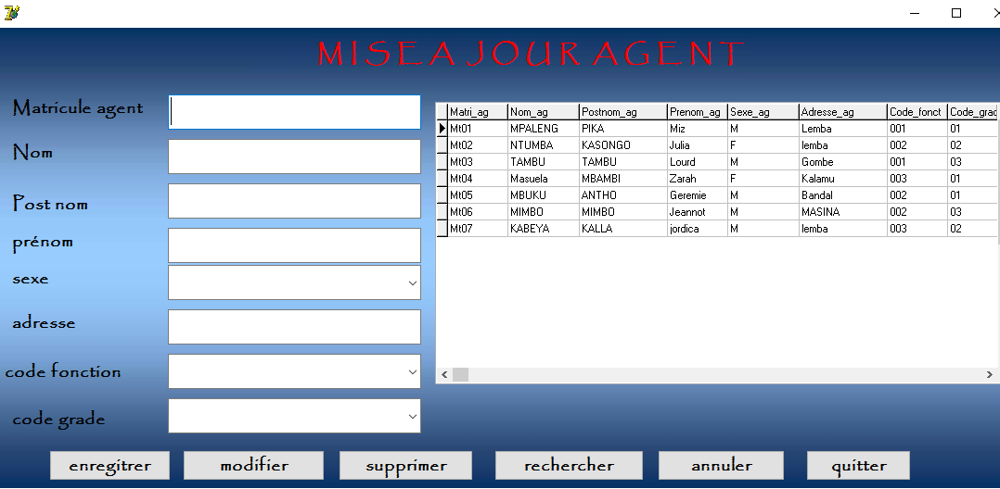 MISE A JOUR AGENT
Matricule agent
Nom
Post nom
prénom
sexe
adresse
code fonction
code grade
Matri_ag Nom_ag Postnom_ag Prenom_ag Sexe_ag Adresse_ag Code_fonct Code_grad
Mt01 MPALENG PIKA Miz M Lemba 001 01
Mt02 NTUMBA KASONGO Julia F lemba 002 02
Mt03 TAMBU TAMBU Lourd M Gombe 001 03
Mt04 Masuela MBAMBI Zarah F Kalamu 003 01
Mt05 MBUKU ANTHO Geremie M Bandal 002 01
Mt06 MIMBO MIMBO Jeannot M MASINA 002 03
Mt07 KABEYA KALLA jordica M lemba 003 02
enregitrer modifier supprimer rechercher annuler quitter